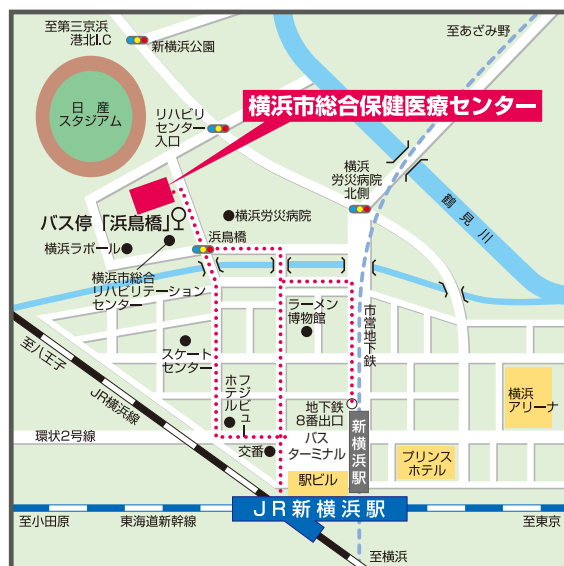 至第三京浜
港北I.C
新横浜公園
至あざみ野
日 産
スタジアム
リハビリ
センター
入口
横浜市総合保健医療センター
横浜
労災病院
北側
鶴見川
バス停「浜鳥橋」
横浜労災病院
浜鳥橋
横浜ラポール
横浜市総合
リハビリテーション
センター
ラーメン
博物館
市営地下鉄
スケート
センター
至八王子
JR横浜線
フジビュー
ホテル
地下鉄
8番出口
新横浜駅
横浜
アリーナ
環状2号線
交番
バス
ターミナル
プリンス
ホテル
駅ビル
JR新横浜駅
至小田原
東海道新幹線
至東京
至横浜